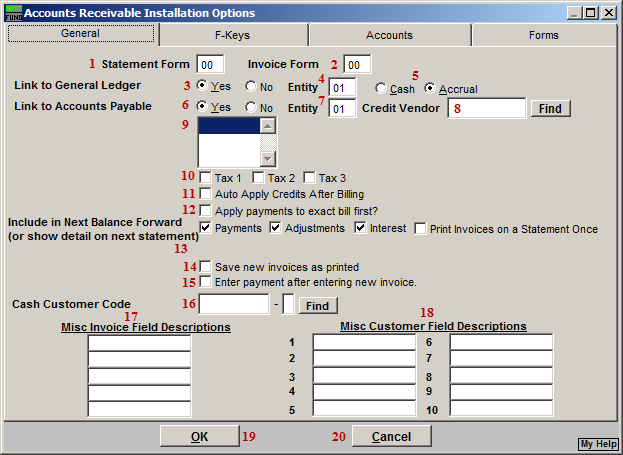 FUND
Accounts Receivable Installation Options
General F-Keys Accounts Forms
1 Statement Form 00 Invoice Form 2 00
Link to General Ledger 3 Yes No Entity 4 01 Cash 5 Accrual
Link to Accounts Payable 6 Yes No Entity 7 01 Credit Vendor 8 Find
9
10 Tax 1 Tax 2 Tax 3
11 Auto Apply Credits After Billing
12 Apply payments to exact bill first?
Include in Next Balance Forward Payments Adjustments Interest Print Invoices on a Statement Once
(or show detail on next statement)
13
14 Save new invoices as printed
15 Enter payment after entering new invoice.
Cash Customer Code 16 - Find
17 18
Misc Invoice Field Descriptions Misc Customer Field Descriptions
1 6
2 7
3 8
4 9
5 10
OK 19 20 Cancel
My Help